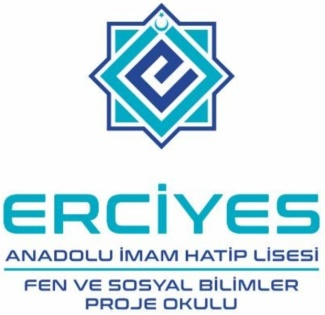 ERCİYES
ANADOLU İMAM HATİP LİSESİ
FEN VE SOSYAL BİLİMLER
PROJE OKULU